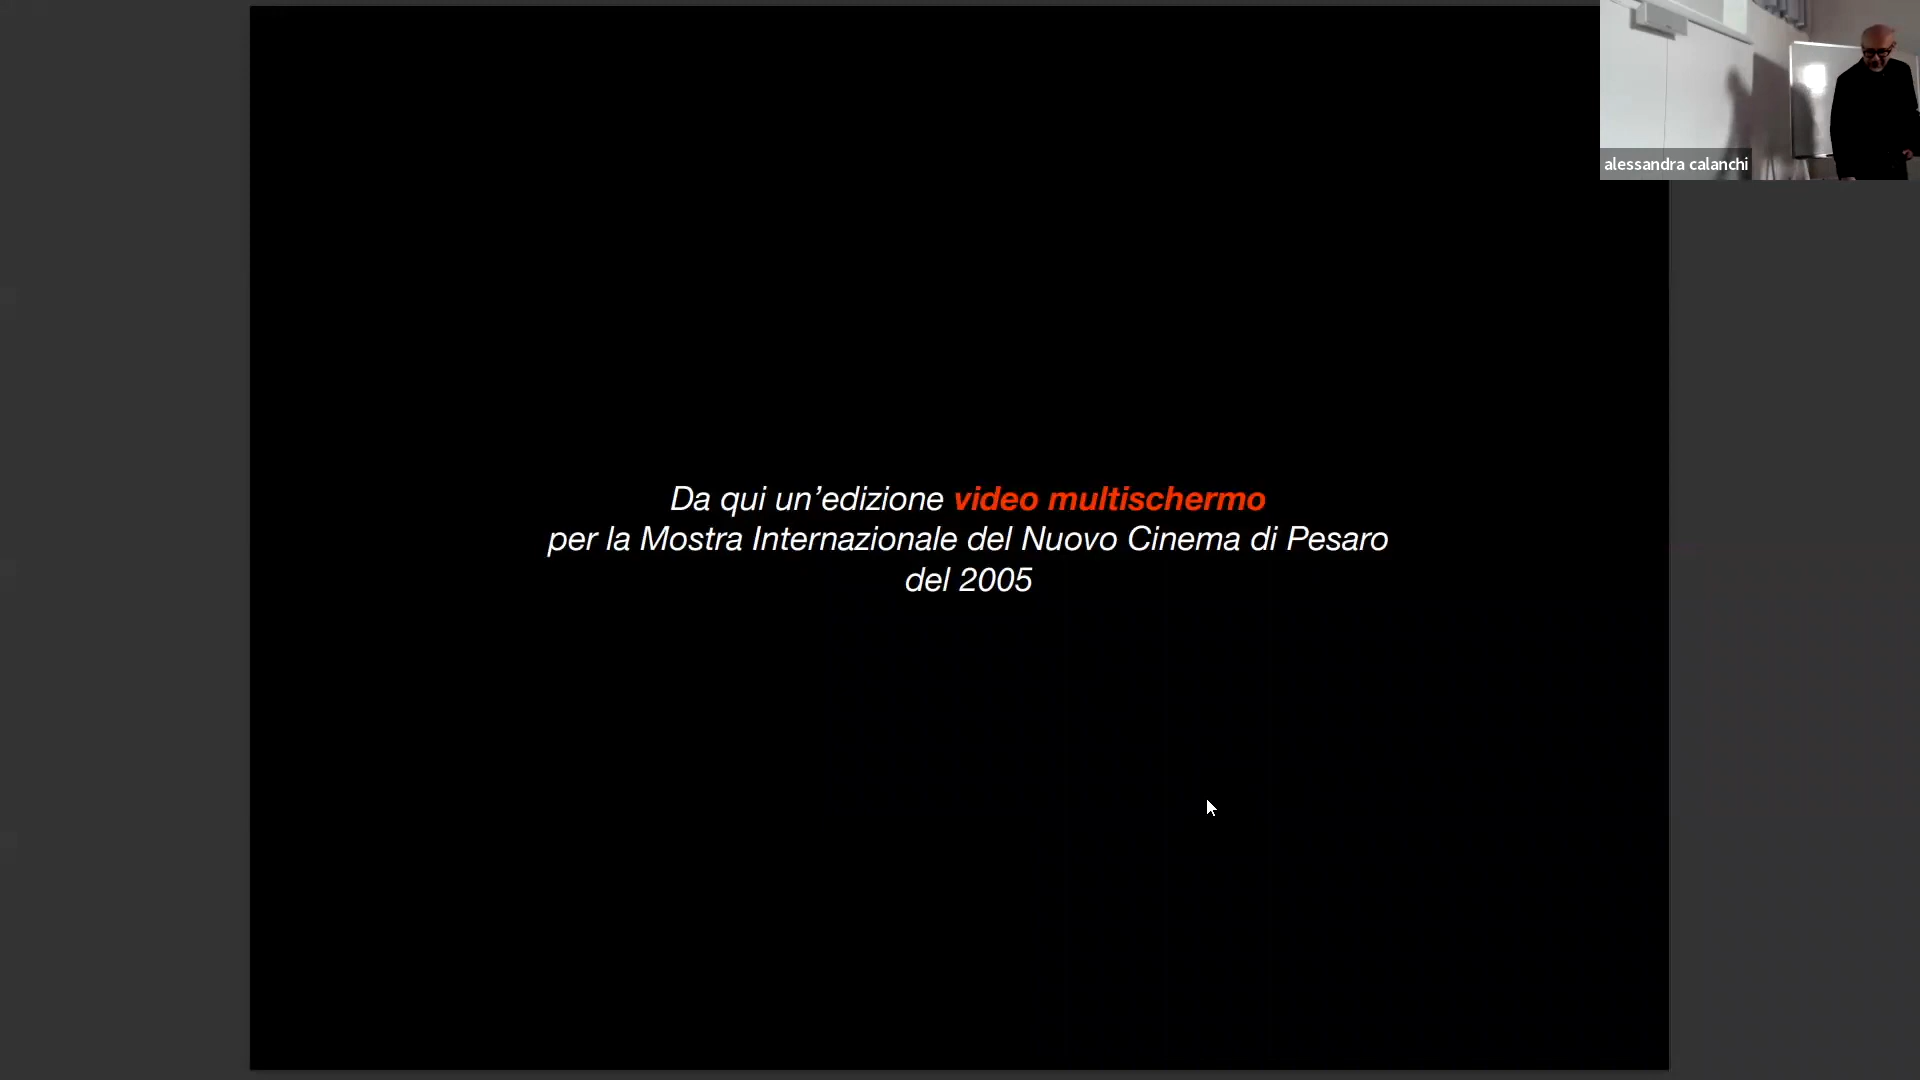 alessandra calanchi
Da qui un’edizione video multischermo
per la Mostra Internazionale del Nuovo Cinema di Pesaro
del 2005